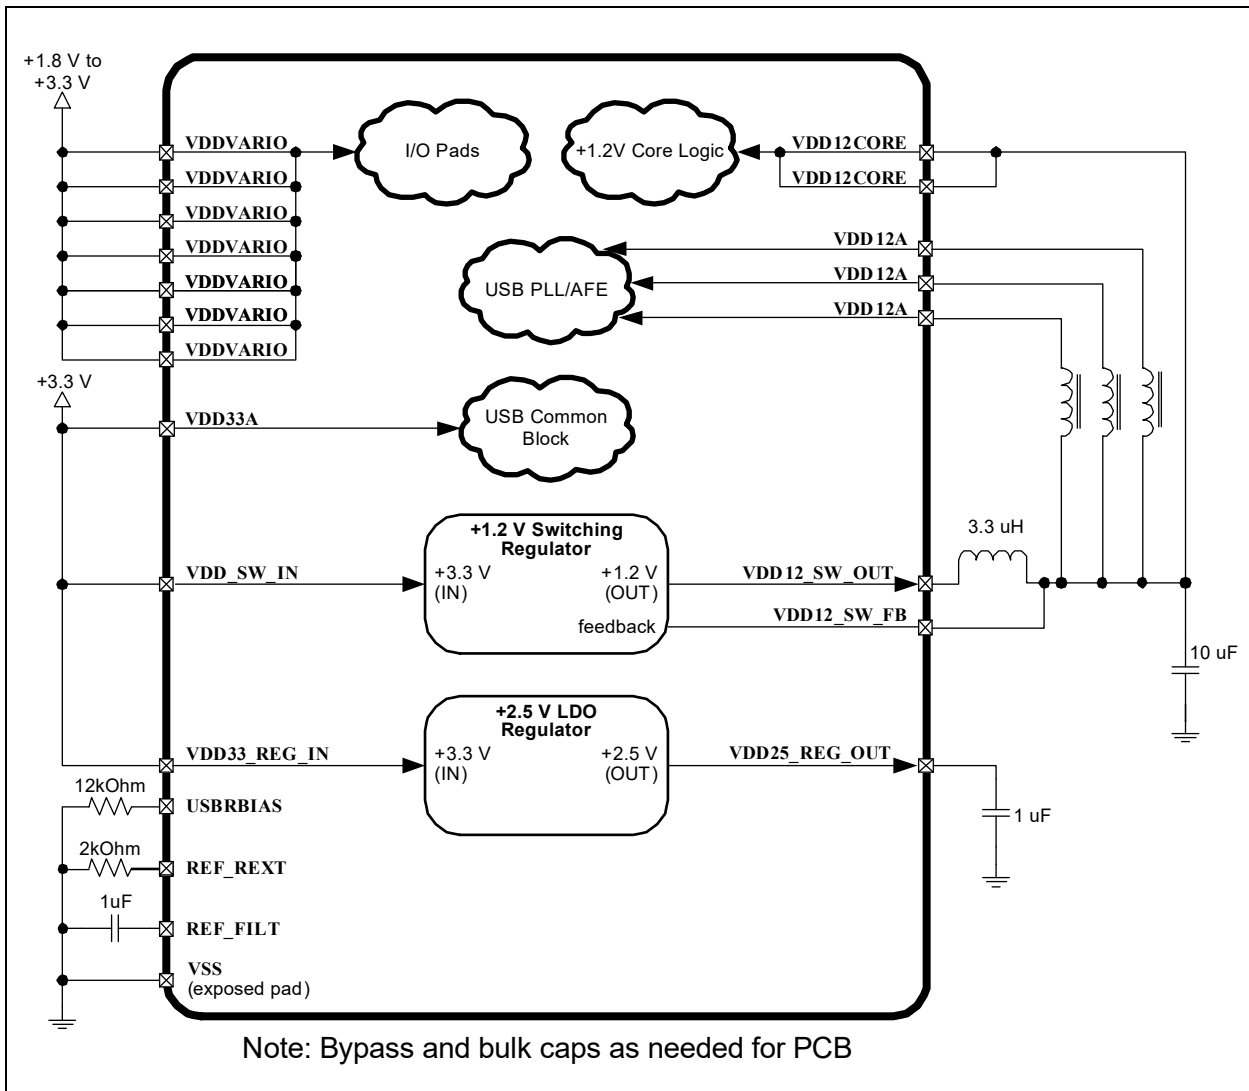 +1.8 V to
+3.3 V
VDDVARIO
VDDVARIO
VDDVARIO
VDDVARIO
VDDVARIO
VDDVARIO
VDDVARIO
I/O Pads
+1.2V Core Logic
VDD12CORE
VDD12CORE
VDD12A
VDD12A
VDD12A
USB PLL/AFE
+3.3 V
VDD33A
USB Common
Block
+1.2 V Switching
Regulator
+3.3 V
(IN)
+1.2 V
(OUT)
feedback
VDD_SW_IN
VDD12_SW_OUT
VDD12_SW_FB
3.3 uH
10 uF
+2.5 V LDO
Regulator
+3.3 V
(IN)
+2.5 V
(OUT)
VDD33_REG_IN
VDD25_REG_OUT
1 uF
12kOhm
USBRBIAS
2kOhm
REF_REXT
1uF
REF_FILT
VSS
(exposed pad)
Note: Bypass and bulk caps as needed for PCB